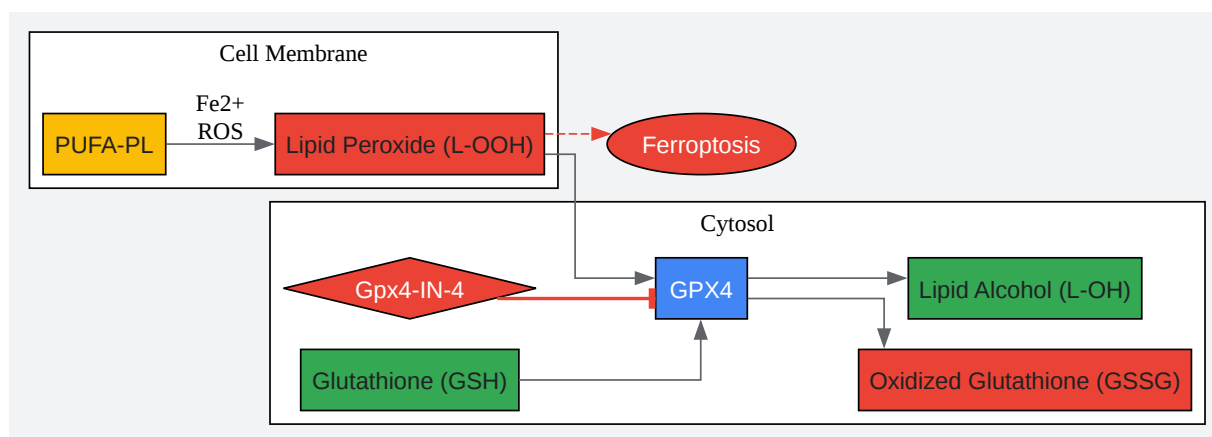 Cell Membrane
Fe2+
ROS
PUFA-PL
Lipid Peroxide (L-OOH)
Ferroptosis
Cytosol
Gpx4-IN-4
GPX4
Lipid Alcohol (L-OH)
Glutathione (GSH)
Oxidized Glutathione (GSSG)